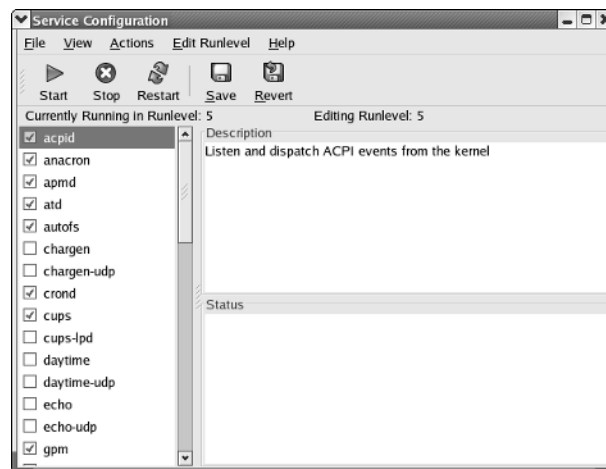 Service Configuration
File View Actions Edit Runlevel Help
Start Stop Restart Save Revert
Currently Running in Runlevel: 5 Editing Runlevel: 5
acpid
anacron
apmd
atd
autofs
chargen
chargen-udp
crond
cups
cups-lpd
daytime
daytime-udp
echo
echo-udp
gpm
Description
Listen and dispatch ACPI events from the kernel
Status